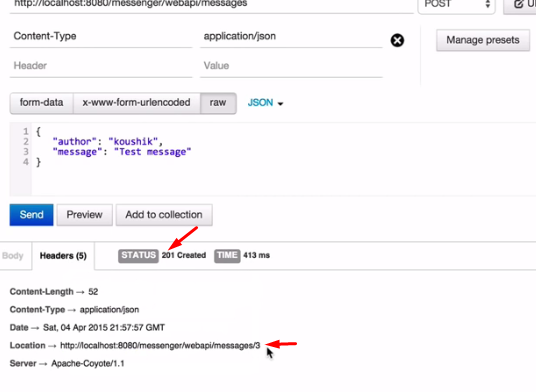 http://localhost:8080/messenger/webapi/messages
POST
Content-Type application/json
Manage presets
Header Value
form-data x-www-form-urlencoded raw JSON
1 {
2 "author": "koushik",
3 "message": "Test message"
4 }
Send Preview Add to collection
Body Headers (5) STATUS 201 Created TIME 413 ms
Content-Length → 52
Content-Type → application/json
Date → Sat, 04 Apr 2015 21:57:57 GMT
Location → http://localhost:8080/messenger/webapi/messages/3
Server → Apache-Coyote/1.1